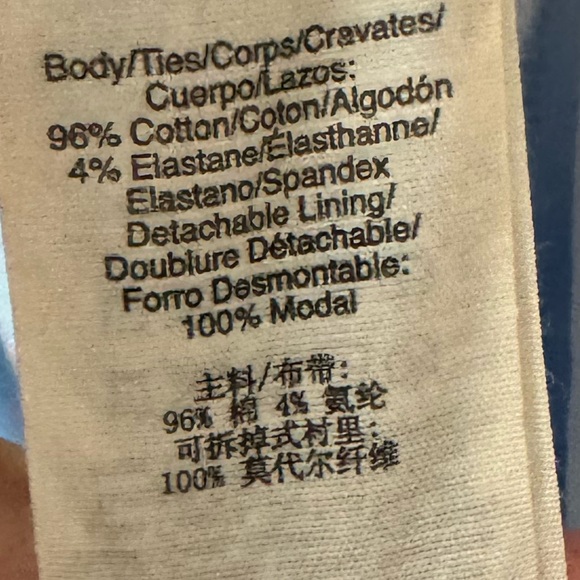 Body/Ties/Corps/Cravates/
Cuerpo/Lazos:
96% Cotton/Coton/Algodón
4% Elastane/Élasthanne/
Elastano/Spandex
Detachable Lining/
Doublure Détachable/
Forro Desmontable:
100% Modal
主料/布带:
96% 棉 4% 氨纶
可拆掉式衬里:
100% 莫代尔纤维